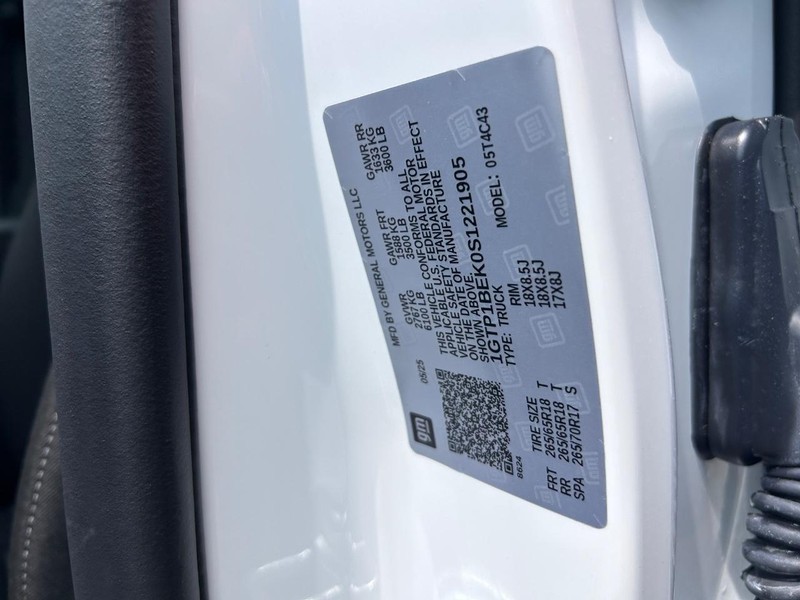 gm
05/25
MFD BY GENERAL MOTORS LLC
GVWR GAWR FRT GAWR RR
2767 KG 1588 KG 1633 KG
6100 LB 3500 LB 3600 LB
THIS VEHICLE CONFORMS TO ALL
APPLICABLE U.S. FEDERAL MOTOR
VEHICLE SAFETY STANDARDS IN EFFECT
ON THE DATE OF MANUFACTURE
SHOWN ABOVE.
1GTP1BEK0S1221905
TYPE: TRUCK MODEL: 05T4C43
8624
TIRE SIZE RIM
FRT 265/65R18 T 18X8.5J
RR 265/65R18 T 18X8.5J
SPA 265/70R17 S 17X8J